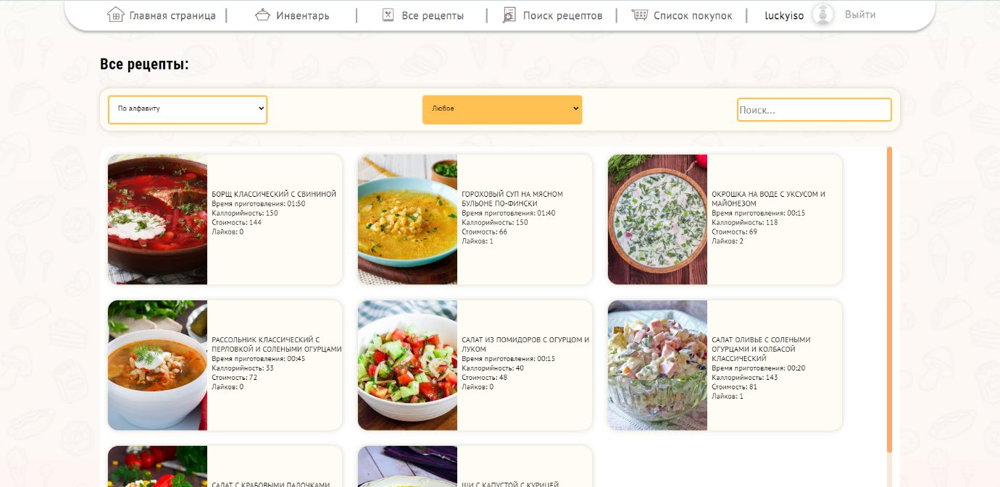 Главная страница | Инвентарь | Все рецепты | Поиск рецептов | Список покупок | luckyiso Выйти
Все рецепты:
По алфавиту
Любое
Поиск...
БОРЩ КЛАССИЧЕСКИЙ С СВИНИНОЙ
Время приготовления: 01:50
Каллорийность: 150
Стоимость: 144
Лайков: 0
ГОРОХОВЫЙ СУП НА МЯСНОМ
БУЛЬОНЕ ПО-ФИНСКИ
Время приготовления: 01:40
Каллорийность: 150
Стоимость: 66
Лайков: 1
ОКРОШКА НА ВОДЕ С УКСУСОМ И
МАЙОНЕЗОМ
Время приготовления: 00:15
Каллорийность: 118
Стоимость: 69
Лайков: 2
РАССОЛЬНИК КЛАССИЧЕСКИЙ С
ПЕРЛОВКОЙ И СОЛЕНЫМИ ОГУРЦАМИ
Время приготовления: 00:45
Каллорийность: 33
Стоимость: 72
Лайков: 0
САЛАТ ИЗ ПОМИДОРОВ С ОГУРЦОМ И
ЛУКОМ
Время приготовления: 00:15
Каллорийность: 40
Стоимость: 48
Лайков: 0
САЛАТ ОЛИВЬЕ С СОЛЕНЫМИ
ОГУРЦАМИ И КОЛБАСОЙ
КЛАССИЧЕСКИЙ
Время приготовления: 00:20
Каллорийность: 143
Стоимость: 81
Лайков: 1
САЛАТ С КРАБОВЫМИ ПАЛОЧКАМИ
ЩИ С КАПУСТОЙ С КУРИЦЕЙ